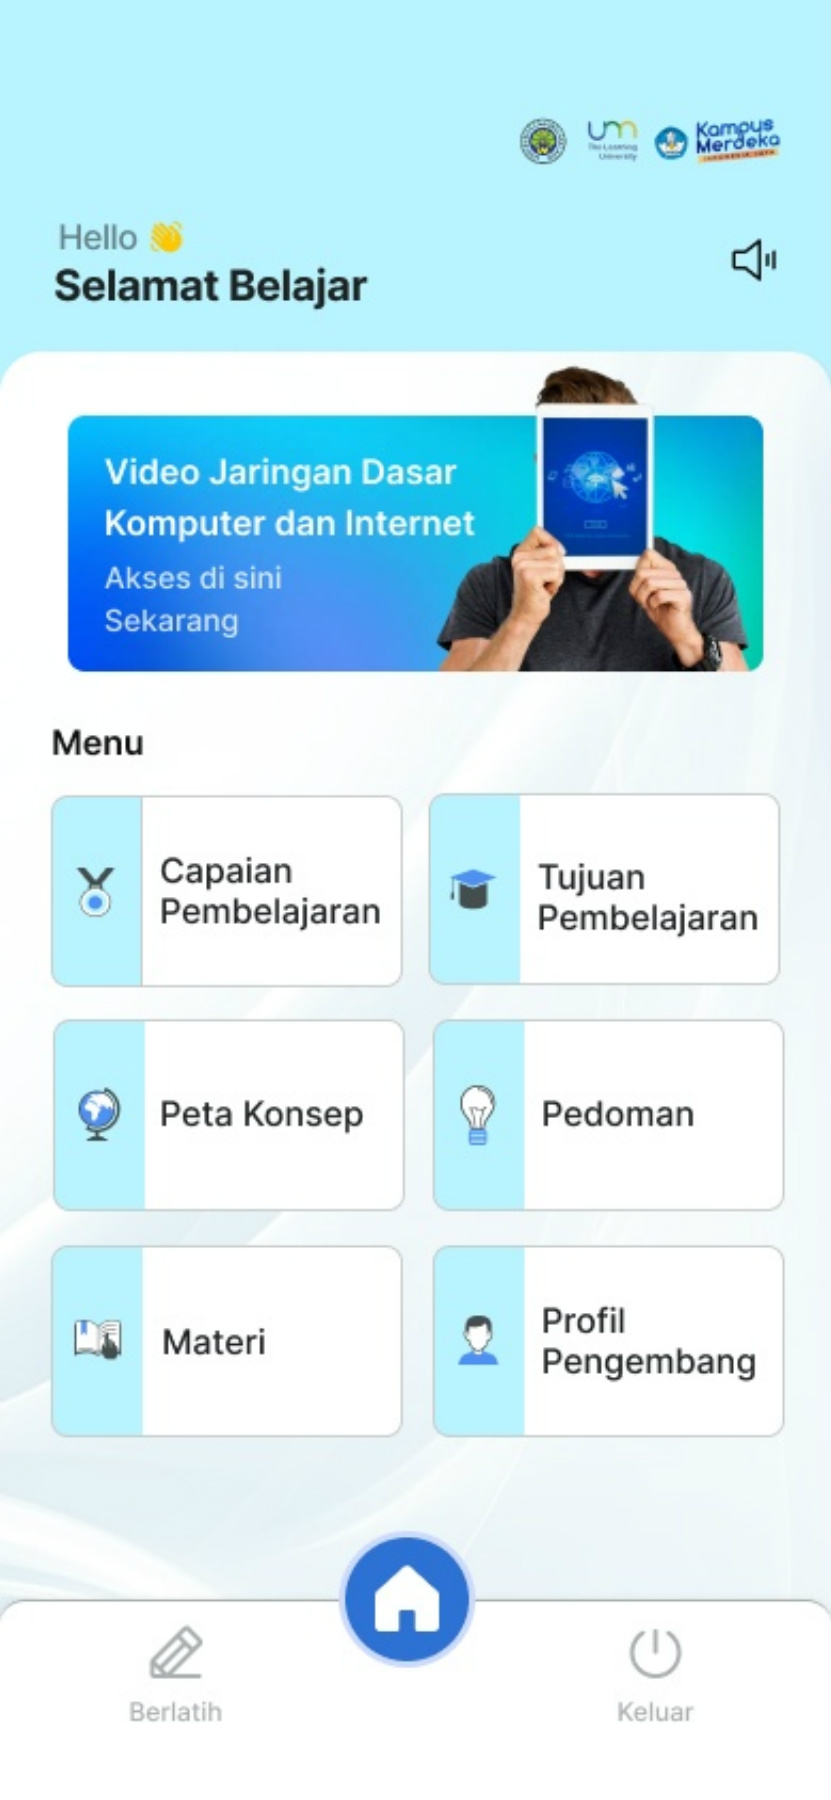 um
The Learning
University
Kampus
Merdeka
INDONESIA JAYA
Hello 👋
Selamat Belajar
Video Jaringan Dasar
Komputer dan Internet
Akses di sini
Sekarang
Menu
Capaian
Pembelajaran
Tujuan
Pembelajaran
Peta Konsep
Pedoman
Materi
Profil
Pengembang
Berlatih
Keluar